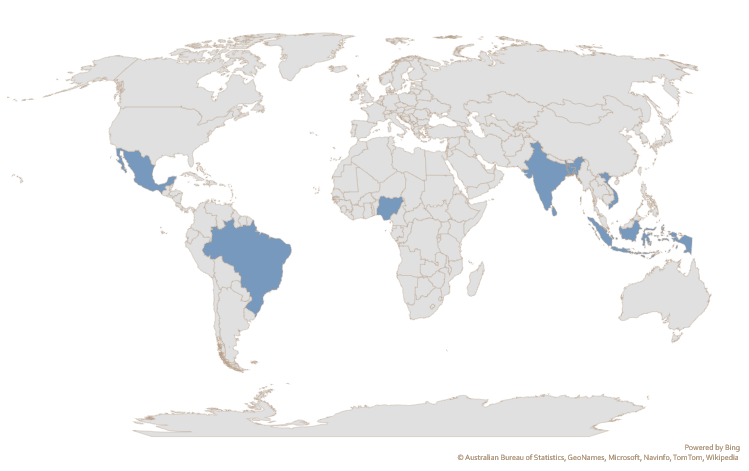 Powered by Bing
© Australian Bureau of Statistics, GeoNames, Microsoft, Navinfo, TomTom, Wikipedia